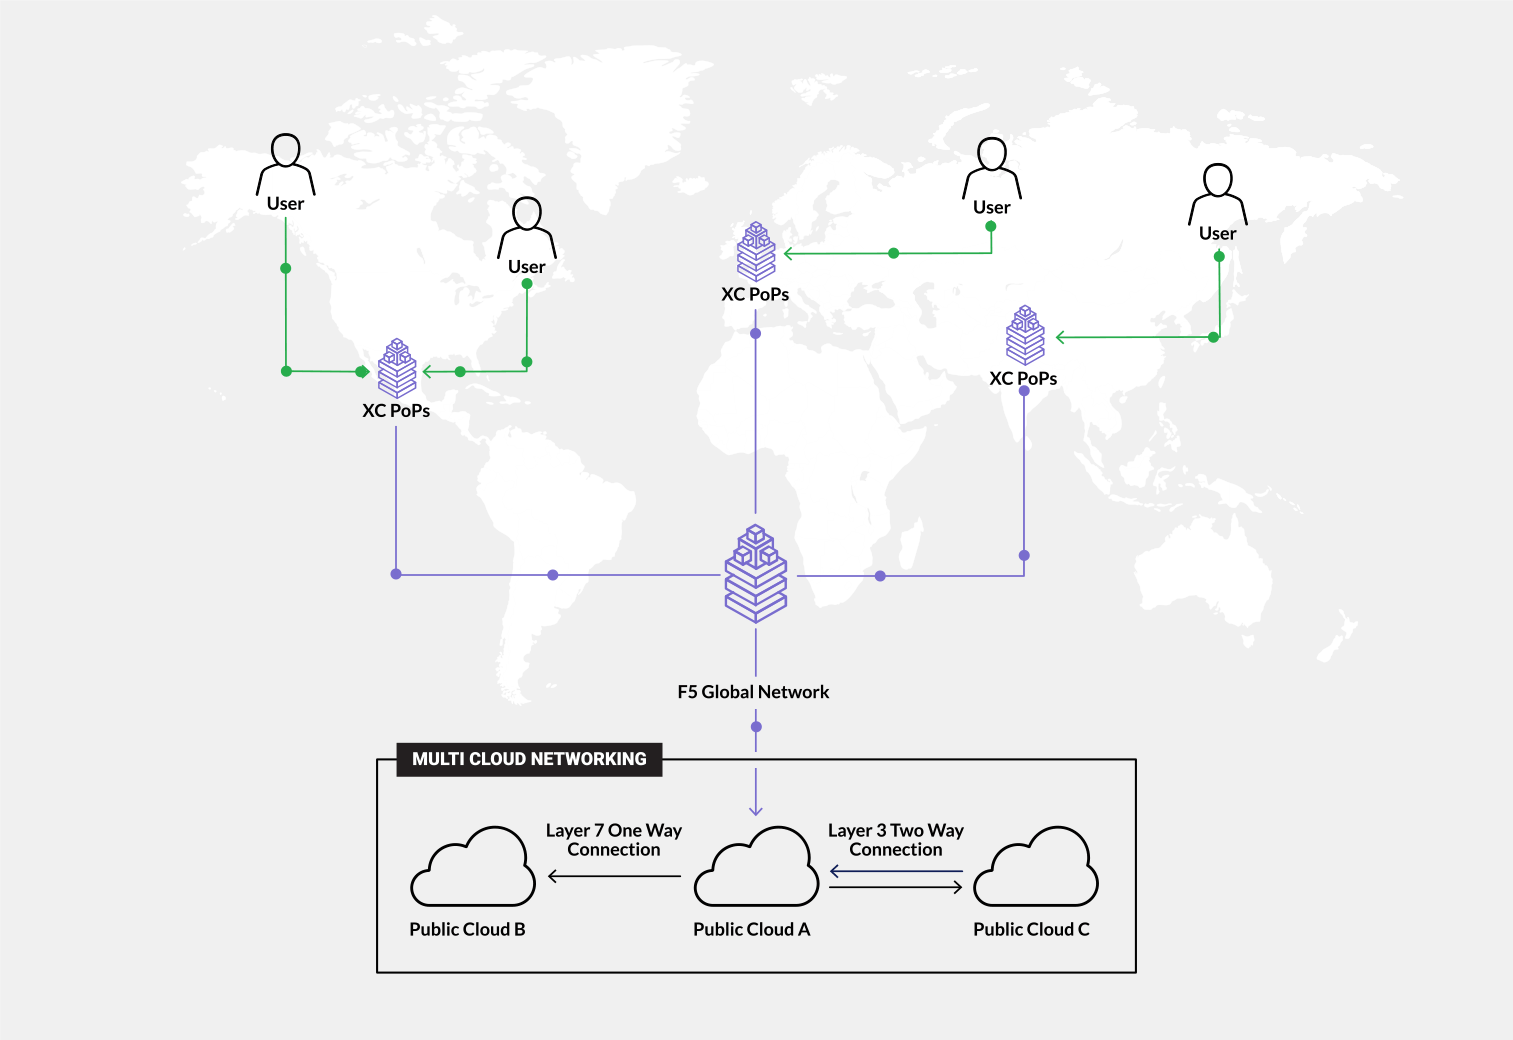 User
User
User
User
XC PoPs
XC PoPs
XC PoPs
F5 Global Network
MULTI CLOUD NETWORKING
Layer 7 One Way
Connection
Layer 3 Two Way
Connection
Public Cloud B
Public Cloud A
Public Cloud C